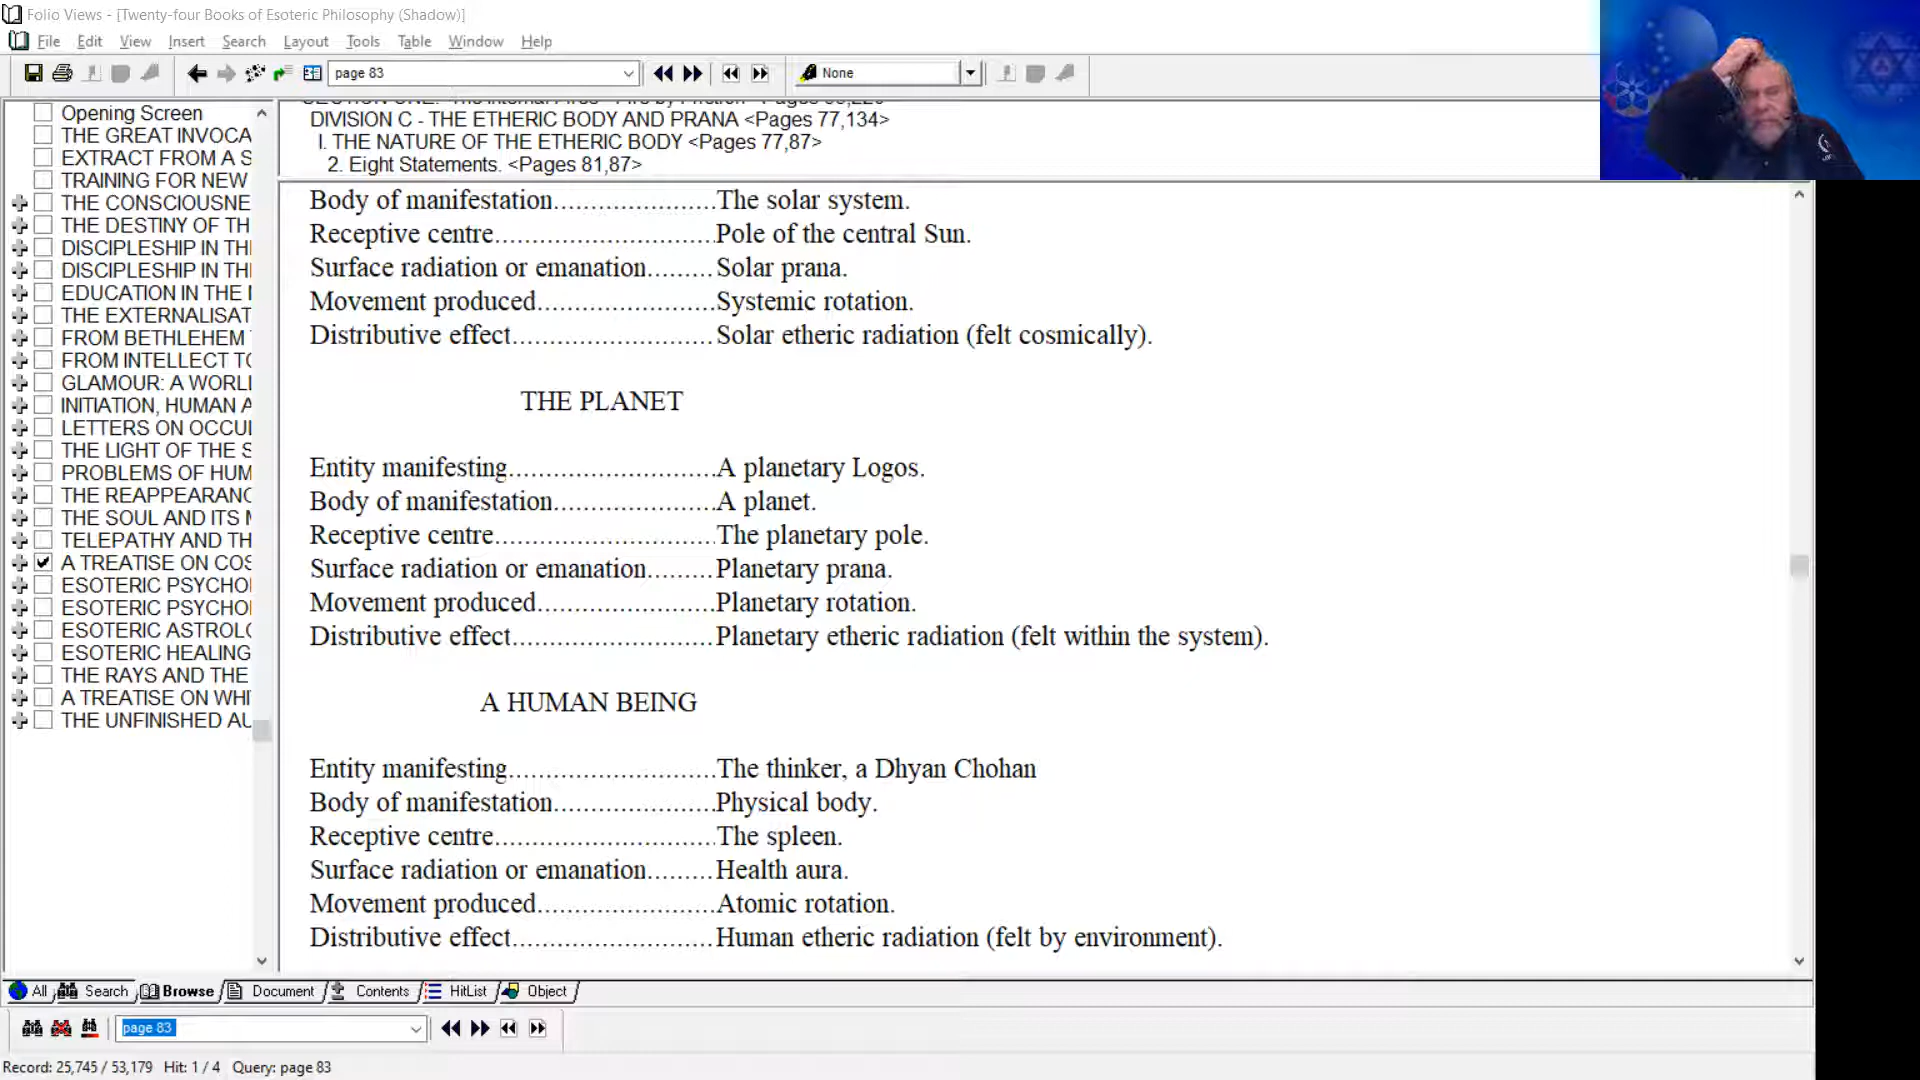 Folio Views - [Twenty-four Books of Esoteric Philosophy (Shadow)]
File Edit View Insert Search Layout Tools Table Window Help
page 83 None
Opening Screen
THE GREAT INVOCA
EXTRACT FROM A S
TRAINING FOR NEW
THE CONSCIOUSNE
THE DESTINY OF TH
DISCIPLESHIP IN THI
DISCIPLESHIP IN THI
EDUCATION IN THE
THE EXTERNALISAT
FROM BETHLEHEM
FROM INTELLECT TO
GLAMOUR: A WORLI
INITIATION, HUMAN A
LETTERS ON OCCUI
THE LIGHT OF THE S
PROBLEMS OF HUM
THE REAPPEARANC
THE SOUL AND ITS
TELEPATHY AND TH
A TREATISE ON COS
ESOTERIC PSYCHO
ESOTERIC PSYCHO
ESOTERIC ASTROLO
ESOTERIC HEALING
THE RAYS AND THE
A TREATISE ON WHI
THE UNFINISHED AU
DIVISION C - THE ETHERIC BODY AND PRANA <Pages 77,134>
I. THE NATURE OF THE ETHERIC BODY <Pages 77,87>
2. Eight Statements. <Pages 81,87>
Body of manifestation......................The solar system.
Receptive centre..............................Pole of the central Sun.
Surface radiation or emanation.........Solar prana.
Movement produced........................Systemic rotation.
Distributive effect...........................Solar etheric radiation (felt cosmically).
THE PLANET
Entity manifesting............................A planetary Logos.
Body of manifestation......................A planet.
Receptive centre..............................The planetary pole.
Surface radiation or emanation.........Planetary prana.
Movement produced........................Planetary rotation.
Distributive effect...........................Planetary etheric radiation (felt within the system).
A HUMAN BEING
Entity manifesting............................The thinker, a Dhyan Chohan
Body of manifestation......................Physical body.
Receptive centre..............................The spleen.
Surface radiation or emanation.........Health aura.
Movement produced........................Atomic rotation.
Distributive effect...........................Human etheric radiation (felt by environment).
All Search Browse Document Contents HitList Object
page 83
Record: 25,745 / 53,179 Hit: 1 / 4 Query: page 83